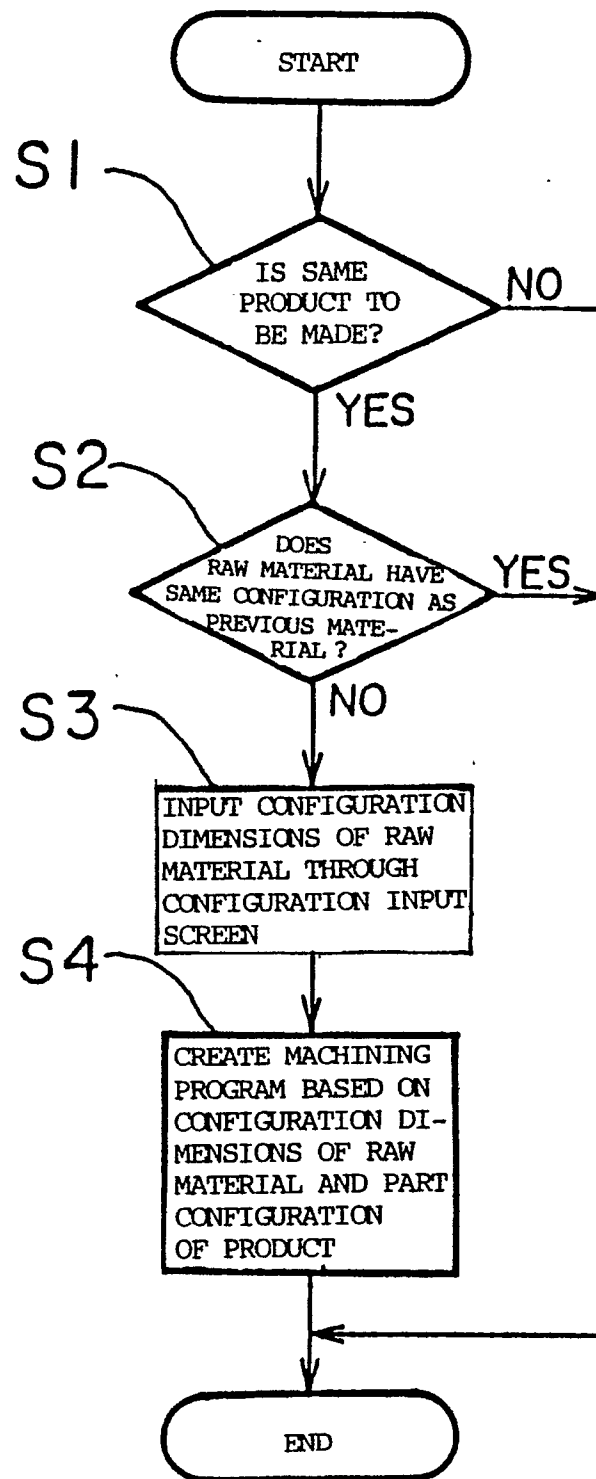 START
S1
IS SAME
PRODUCT TO
BE MADE?
NO
YES
S2
DOES
RAW MATERIAL HAVE
SAME CONFIGURATION AS
PREVIOUS MATE-
RIAL?
YES
NO
S3
INPUT CONFIGURATION
DIMENSIONS OF RAW
MATERIAL THROUGH
CONFIGURATION INPUT
SCREEN
S4
CREATE MACHINING
PROGRAM BASED ON
CONFIGURATION DI-
MENSIONS OF RAW
MATERIAL AND PART
CONFIGURATION
OF PRODUCT
END